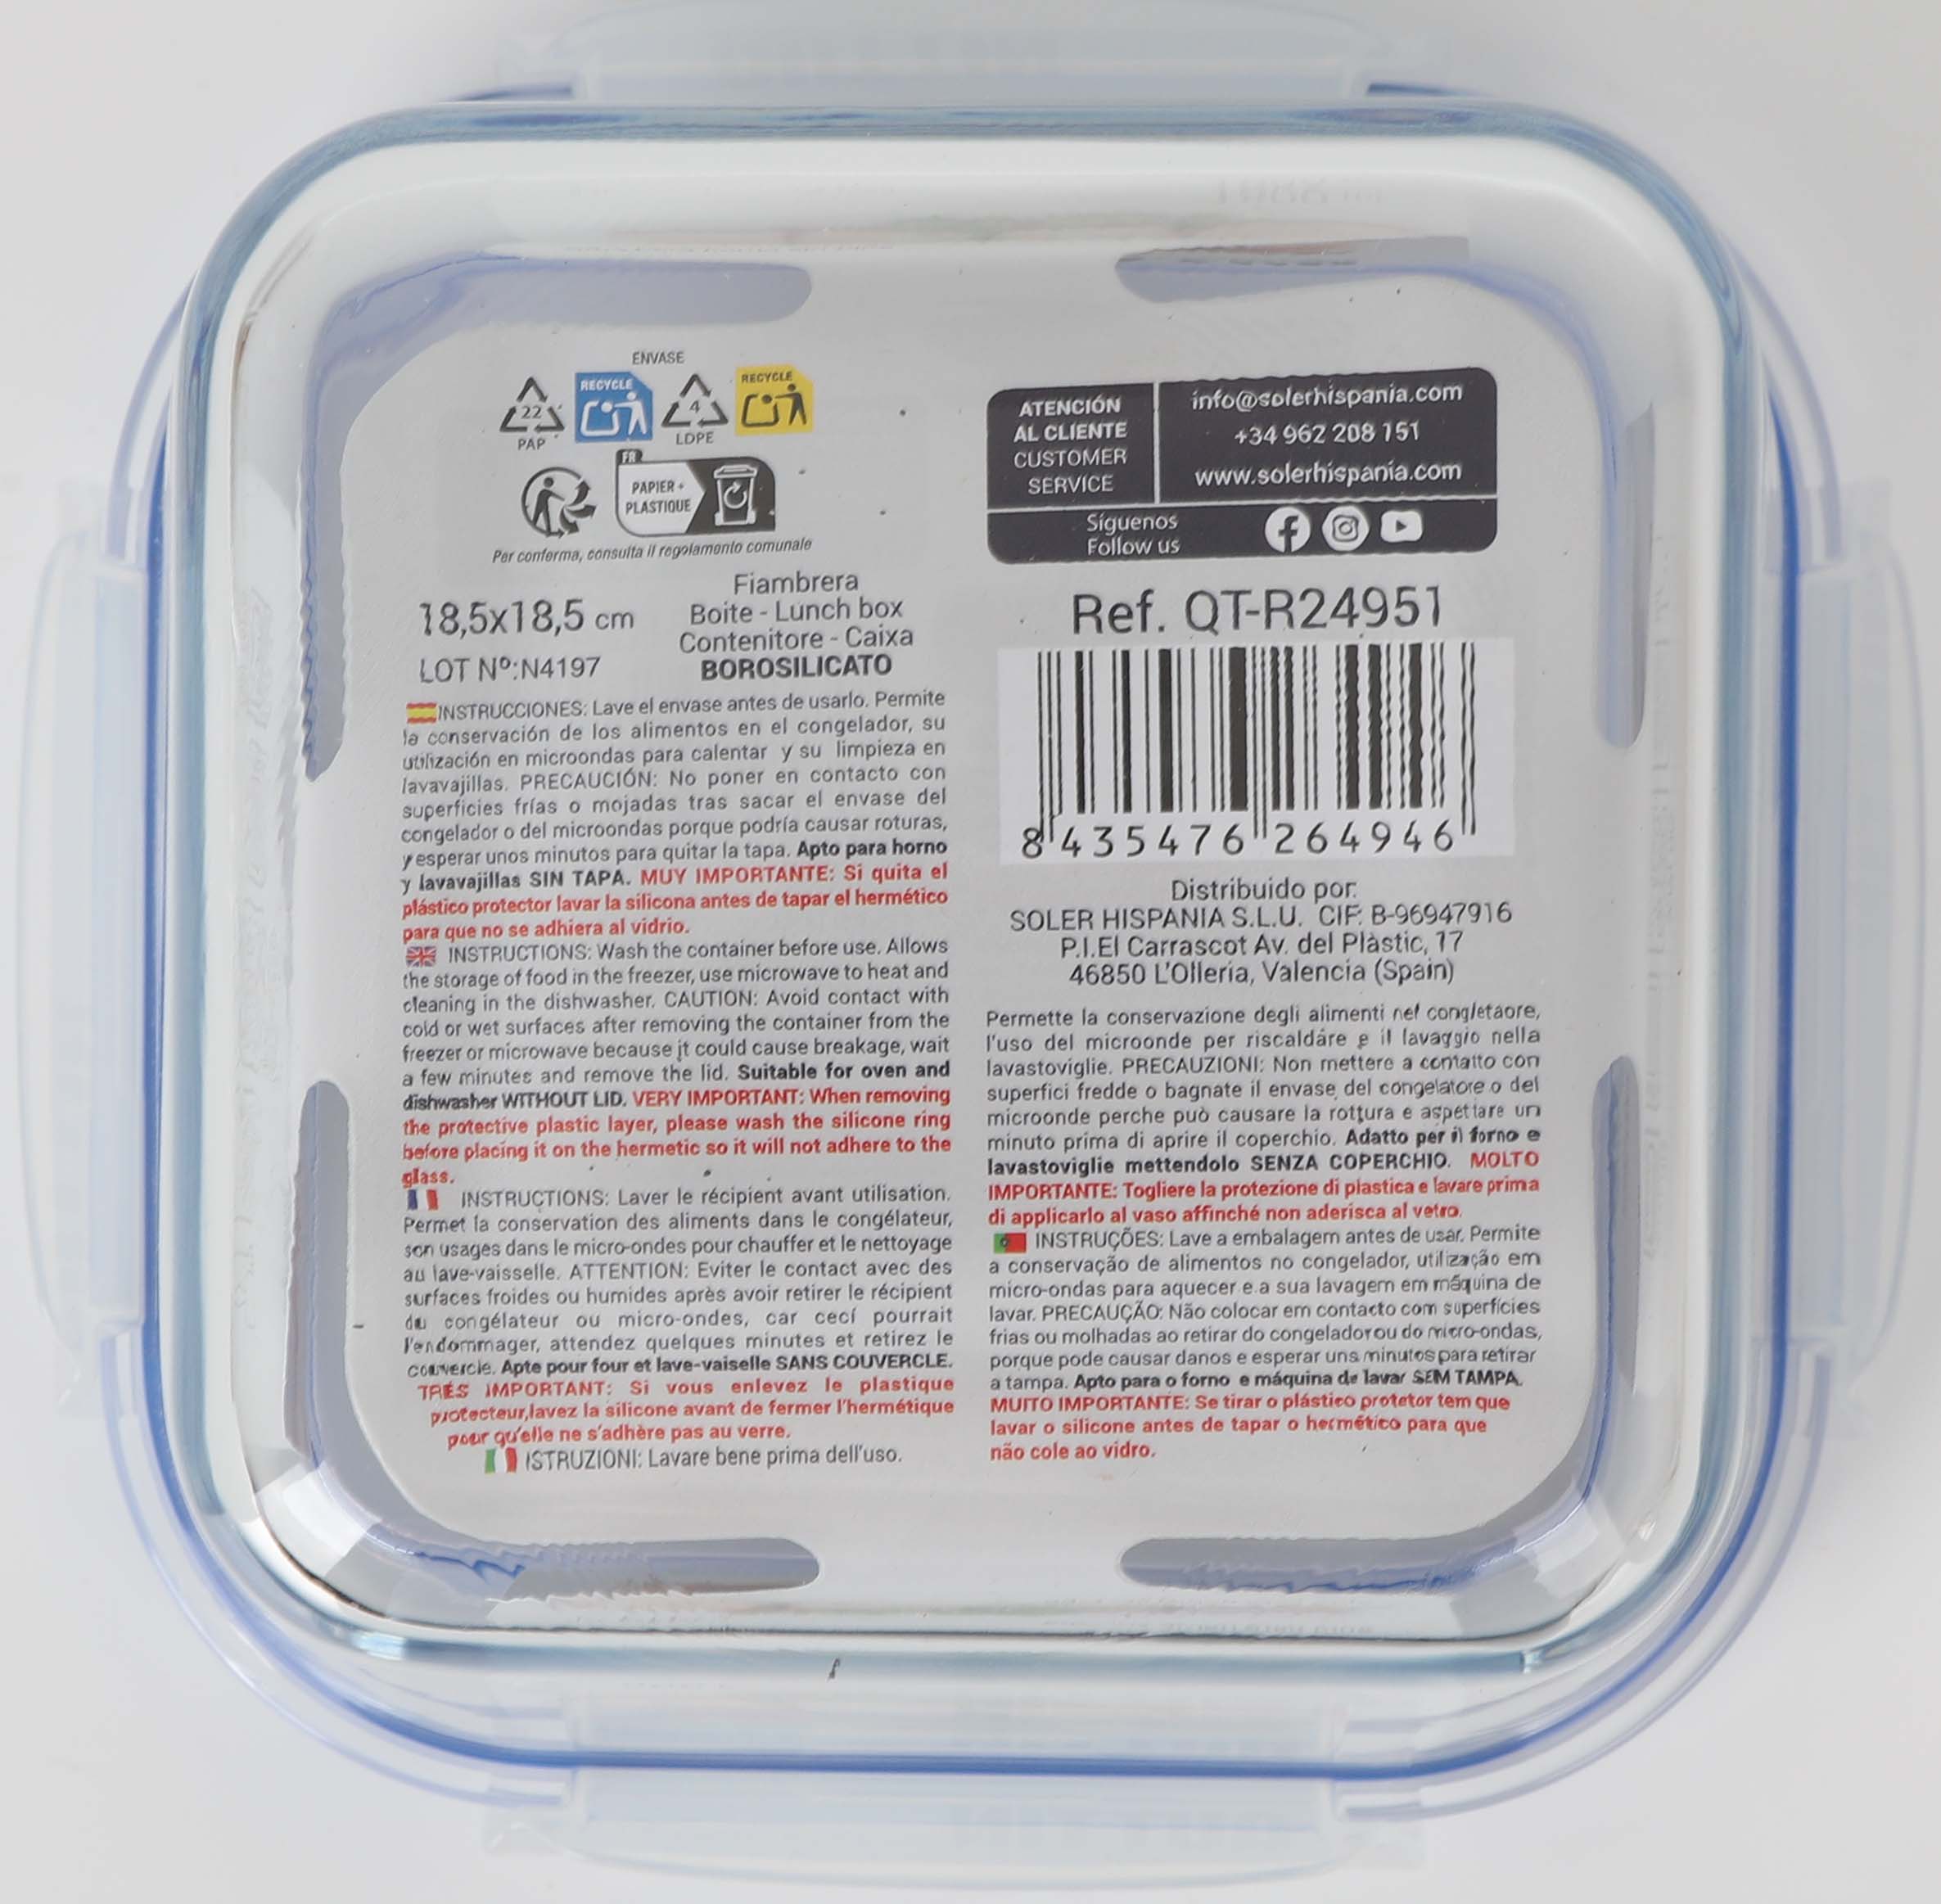 ENVASE
22
PAP
RECYCLE
4
LDPE
RECYCLE
FR
PAPIER +
PLASTIQUE
Per conferma, consulta il regolamento comunale
18,5x18,5 cm
LOT Nº:N4197
Fiambrera
Boite - Lunch box
Contenitore - Caixa
BOROSILICATO
INSTRUCCIONES: Lave el envase antes de usarlo. Permite
la conservación de los alimentos en el congelador, su
utilización en microondas para calentar y su limpieza en
lavavajillas. PRECAUCIÓN: No poner en contacto con
superficies frías o mojadas tras sacar el envase del
congelador o del microondas porque podría causar roturas,
y esperar unos minutos para quitar la tapa. Apto para horno
y lavavajillas SIN TAPA. MUY IMPORTANTE: Si quita el
plástico protector lavar la silicona antes de tapar el hermético
para que no se adhiera al vidrio.
INSTRUCTIONS: Wash the container before use. Allows
the storage of food in the freezer, use microwave to heat and
cleaning in the dishwasher. CAUTION: Avoid contact with
cold or wet surfaces after removing the container from the
freezer or microwave because it could cause breakage, wait
a few minutes and remove the lid. Suitable for oven and
dishwasher WITHOUT LID. VERY IMPORTANT: When removing
the protective plastic layer, please wash the silicone ring
before placing it on the hermetic so it will not adhere to the
glass.
INSTRUCTIONS: Laver le récipient avant utilisation.
Permet la conservation des aliments dans le congélateur,
son usages dans le micro-ondes pour chauffer et le nettoyage
au lave-vaisselle. ATTENTION: Eviter le contact avec des
surfaces froides ou humides après avoir retirer le récipient
du congélateur ou micro-ondes, car cecí pourrait
l'endommager, attendez quelques minutes et retirez le
couvercle. Apte pour four et lave-vaiselle SANS COUVERCLE.
TRÉS IMPORTANT: Si vous enlevez le plastique
protecteur,lavez la silicone avant de fermer l'hermétique
pour qu'elle ne s'adhère pas au verre.
ISTRUZIONI: Lavare bene prima dell'uso.
ATENCIÓN
AL CLIENTE
CUSTOMER
SERVICE
info@solerhispania.com
+34 962 208 151
www.solerhispania.com
Síguenos
Follow us
Ref. QT-R24951
8 435476 264946
Distribuido por:
SOLER HISPANIA S.L.U. CIF: B-96947916
P.I.El Carrascot Av. del Plàstic, 17
46850 L'Olleria, Valencia (Spain)
Permette la conservazione degli alimenti nel congletaore,
l'uso del microonde per riscaldáre e il lavaggio nella
lavastoviglie. PRECAUZIONI: Non mettere a contatto con
superfici fredde o bagnate il envase del congelatore o del
microonde perche può causare la rottura e aspettare un
minuto prima di aprire il coperchio. Adatto per il forno e
lavastoviglie mettendolo SENZA COPERCHIO. MOLTO
IMPORTANTE: Togliere la protezione di plastica e lavare prima
di applicarlo al vaso affinché non aderisca al vetro.
INSTRUÇÕES: Lave a embalagem antes de usar. Permite
a conservação de alimentos no congelador, utilização em
micro-ondas para aquecer e a sua lavagem em máquina de
lavar. PRECAUÇÃO: Não colocar em contacto com superfícies
frias ou molhadas ao retirar do congelador ou do micro-ondas,
porque pode causar danos e esperar uns minutos para retirar
a tampa. Apto para o forno e máquina de lavar SEM TAMPA.
MUITO IMPORTANTE: Se tirar o plástico protetor tem que
lavar o silicone antes de tapar o hermético para que
não cole ao vidro.